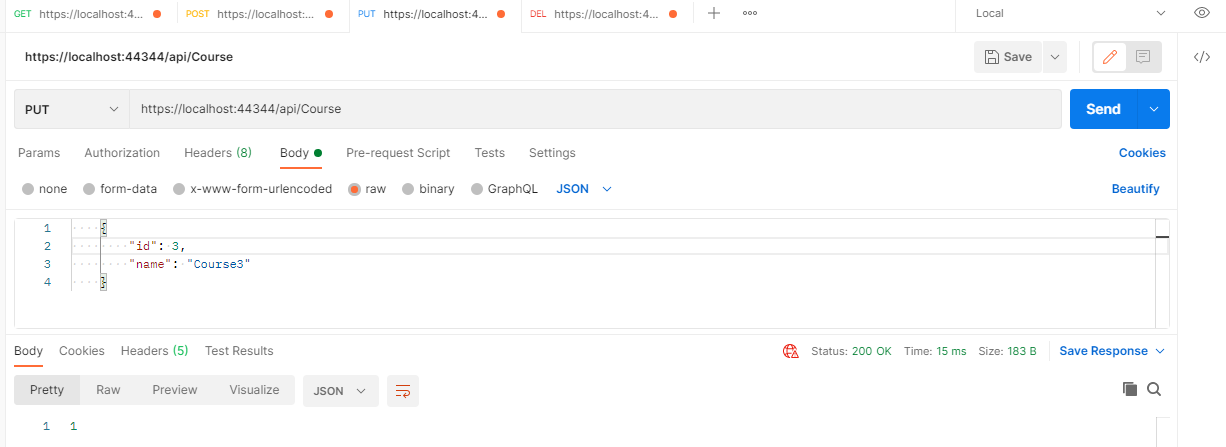 GET https://localhost:4... POST https://localhost:... PUT https://localhost:4... DEL https://localhost:4... + ooo Local
https://localhost:44344/api/Course Save </>
PUT https://localhost:44344/api/Course Send
Params Authorization Headers (8) Body Pre-request Script Tests Settings Cookies
none form-data x-www-form-urlencoded raw binary GraphQL JSON Beautify
1 {
2 "id": 3,
3 "name": "Course3"
4 }
Body Cookies Headers (5) Test Results Status: 200 OK Time: 15 ms Size: 183 B Save Response
Pretty Raw Preview Visualize JSON
1 1